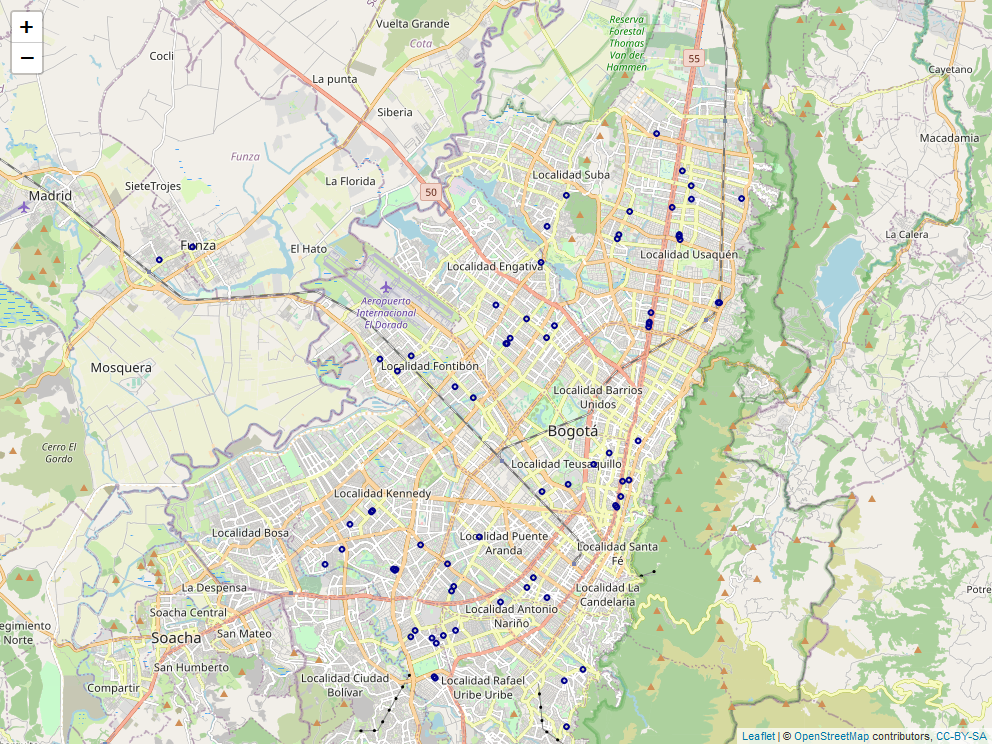 +
−
Vuelta Grande
Cota
Reserva
Forestal
Thomas
Van der
Hammen
55
Cocli
La punta
Siberia
Cayetano
Macadamia
Funza
SieteTrojes
La Florida
50
Localidad Suba
Madrid
La Calera
Funza
El Hato
Localidad Usaquén
Localidad Engativa
Aeropuerto
Internacional
El Dorado
Mosquera
Localidad Fontibón
Localidad Barrios
Unidos
Bogotá
Cerro El
Gordo
Localidad Teusaquillo
Localidad Kennedy
Localidad Bosa
Localidad Puente
Aranda
Localidad Santa
Fé
La Despensa
Localidad La
Candelaria
Potre
Soacha Central
Localidad Antonio
Nariño
egimiento
Norte
Soacha
San Mateo
San Humberto
Localidad Ciudad
Bolívar
Localidad Rafael
Uribe Uribe
Compartir
Leaflet | © OpenStreetMap contributors, CC-BY-SA